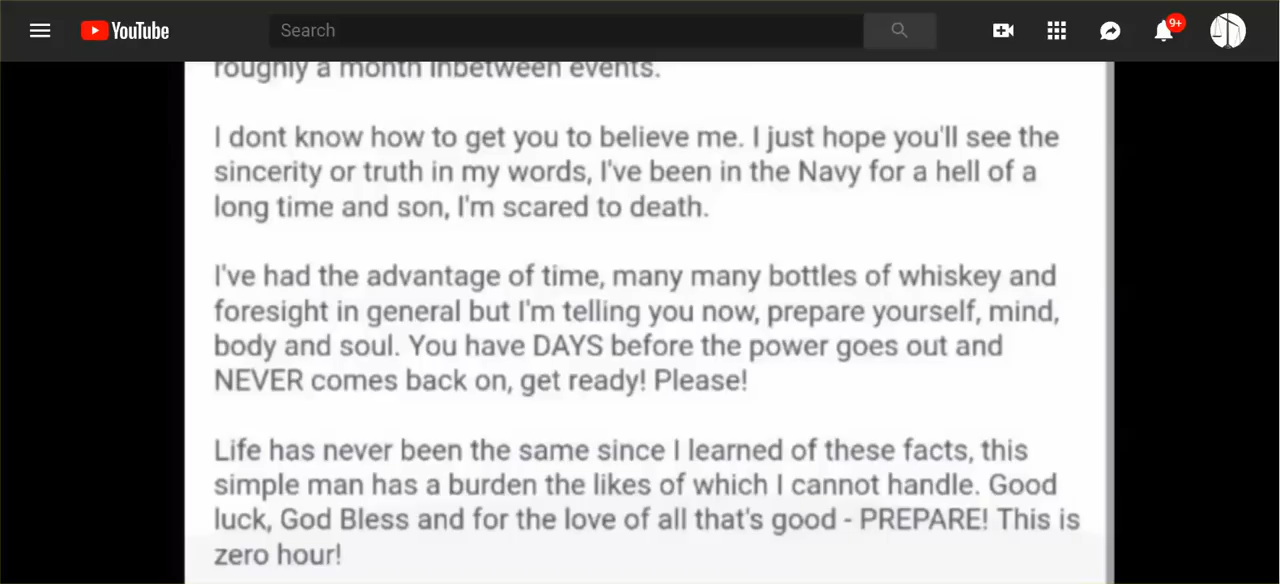 YouTube
Search
9+
roughly a month inbetween events.
I dont know how to get you to believe me. I just hope you'll see the
sincerity or truth in my words, I've been in the Navy for a hell of a
long time and son, I'm scared to death.
I've had the advantage of time, many many bottles of whiskey and
foresight in general but I'm telling you now, prepare yourself, mind,
body and soul. You have DAYS before the power goes out and
NEVER comes back on, get ready! Please!
Life has never been the same since I learned of these facts, this
simple man has a burden the likes of which I cannot handle. Good
luck, God Bless and for the love of all that's good - PREPARE! This is
zero hour!